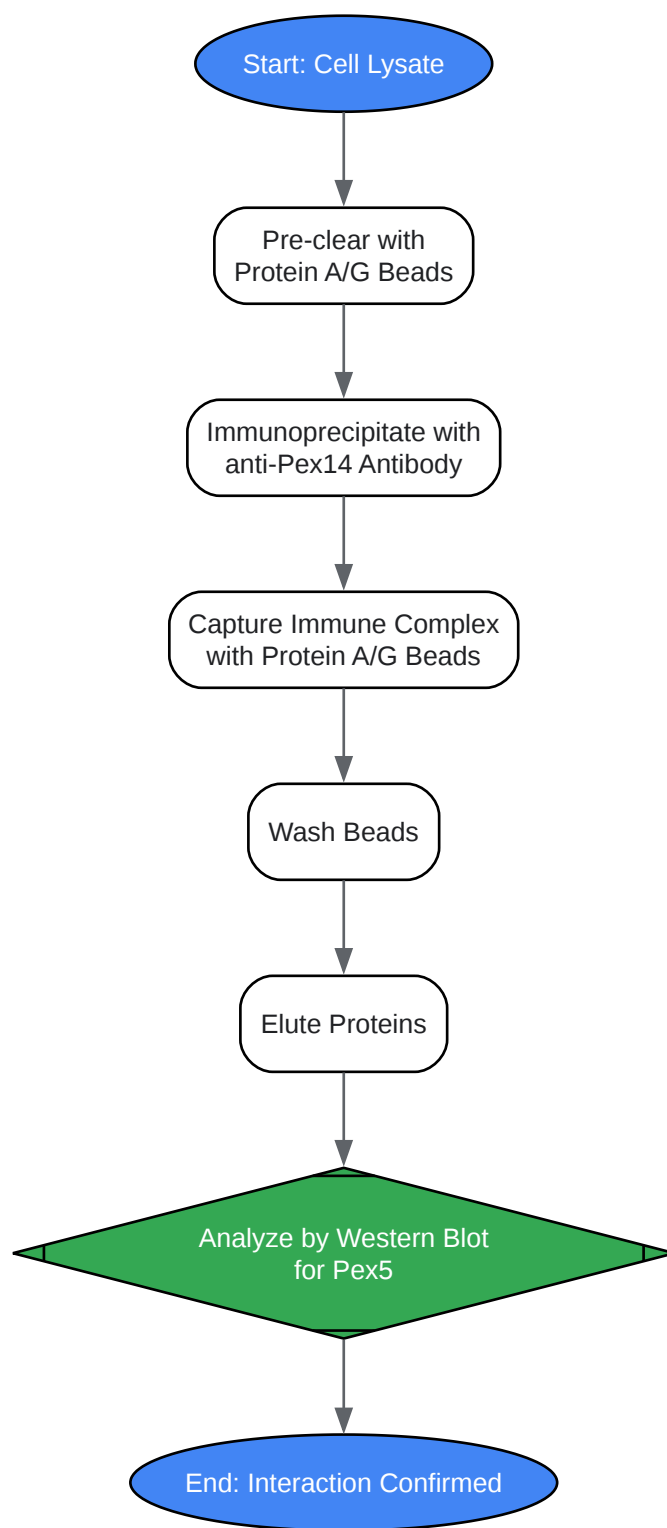 Start: Cell Lysate
Pre-clear with
Protein A/G Beads
Immunoprecipitate with
anti-Pex14 Antibody
Capture Immune Complex
with Protein A/G Beads
Wash Beads
Elute Proteins
Analyze by Western Blot
for Pex5
End: Interaction Confirmed